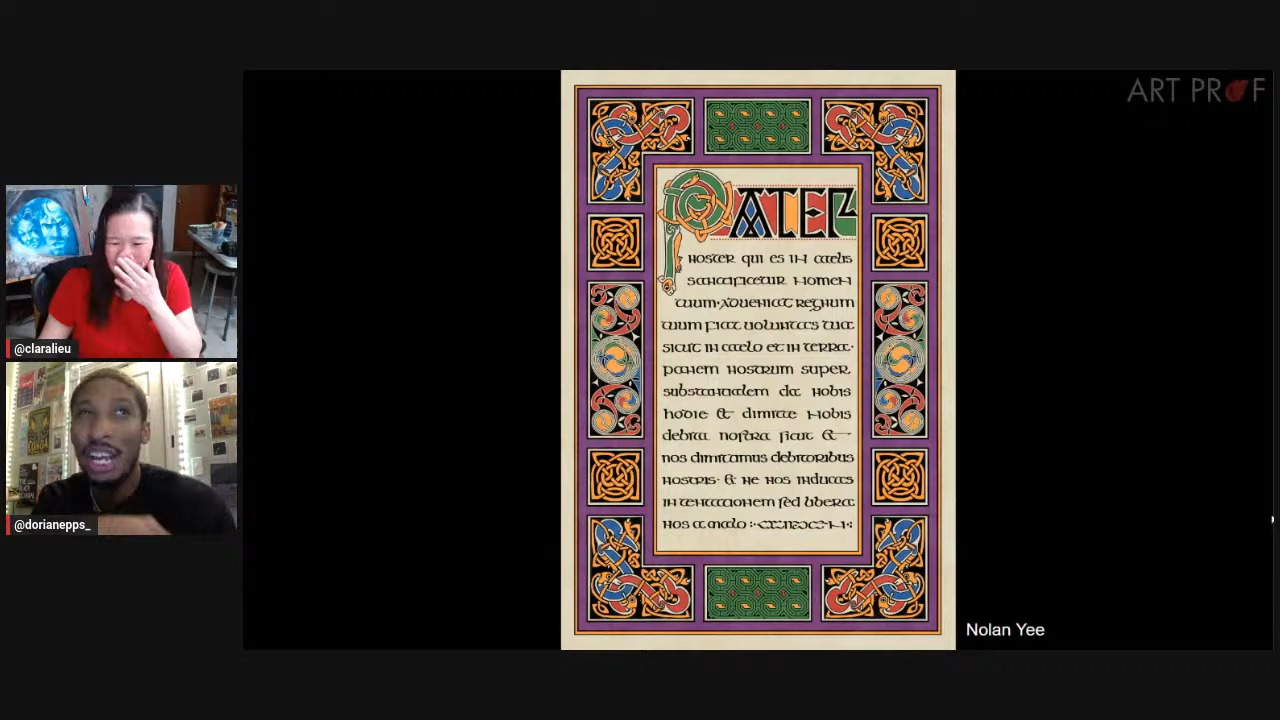 ART PROF
PATER
noster qui es in caelis
sanctificetur nomen
tuum·Adveniat regnum
tuum fiat voluntas tua
sicut in caelo et in terra·
panem nostrum super
substantialem da nobis
hodie & dimitte nobis
debita nostra sicut &
nos dimittamus debitoribus
nostris· & ne nos inducas
in tentationem sed libera
nos a malo
@claralieu
@dorianepps_
Nolan Yee